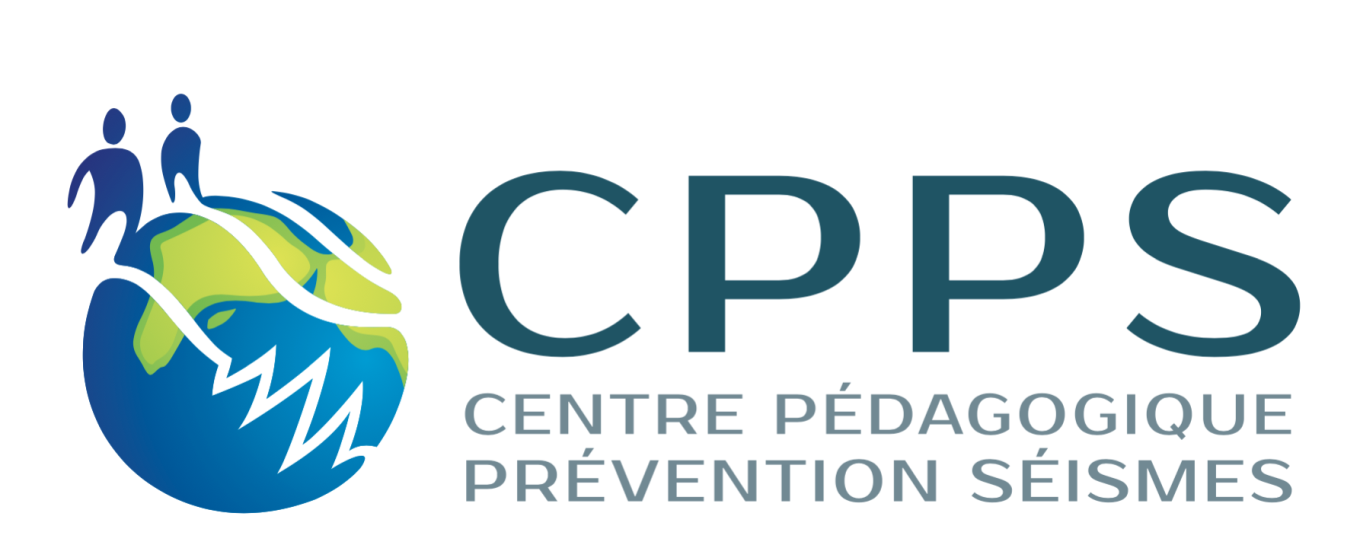 CPPS
CENTRE PÉDAGOGIQUE
PRÉVENTION SÉISMES